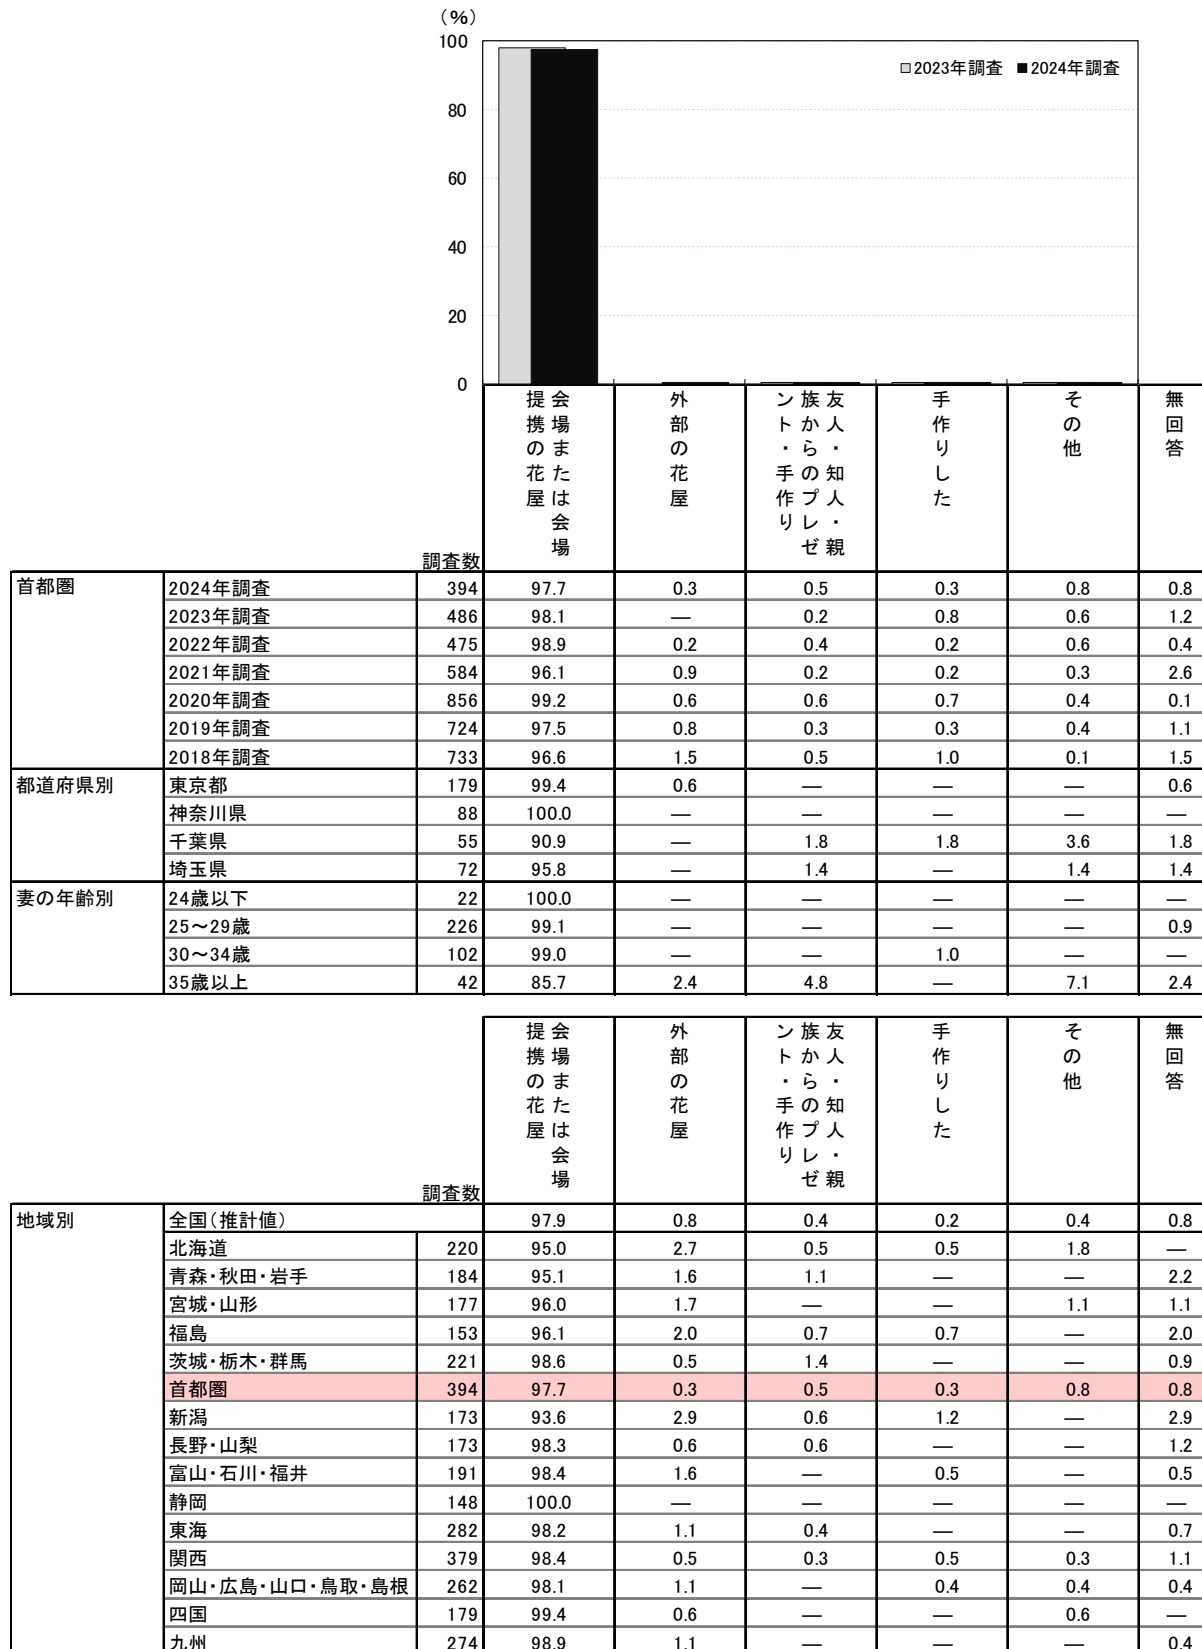 （％）
100
80
60
40
20
0
2023年調査 2024年調査
調査数
会場または会場提携の花屋
外部の花屋
友人・知人・親族からのプレゼント・手作り
手作りした
その他
無回答
首都圏 2024年調査 394 97.7 0.3 0.5 0.3 0.8 0.8
2023年調査 486 98.1 — 0.2 0.8 0.6 1.2
2022年調査 475 98.9 0.2 0.4 0.2 0.6 0.4
2021年調査 584 96.1 0.9 0.2 0.2 0.3 2.6
2020年調査 856 99.2 0.6 0.6 0.7 0.4 0.1
2019年調査 724 97.5 0.8 0.3 0.3 0.4 1.1
2018年調査 733 96.6 1.5 0.5 1.0 0.1 1.5
都道府県別 東京都 179 99.4 0.6 — — — 0.6
神奈川県 88 100.0 — — — — —
千葉県 55 90.9 — 1.8 1.8 3.6 1.8
埼玉県 72 95.8 — 1.4 — 1.4 1.4
妻の年齢別 24歳以下 22 100.0 — — — — —
25～29歳 226 99.1 — — — — 0.9
30～34歳 102 99.0 — — 1.0 — —
35歳以上 42 85.7 2.4 4.8 — 7.1 2.4
調査数
会場または会場提携の花屋
外部の花屋
友人・知人・親族からのプレゼント・手作り
手作りした
その他
無回答
地域別 全国（推計値） 97.9 0.8 0.4 0.2 0.4 0.8
北海道 220 95.0 2.7 0.5 0.5 1.8 —
青森・秋田・岩手 184 95.1 1.6 1.1 — — 2.2
宮城・山形 177 96.0 1.7 — — 1.1 1.1
福島 153 96.1 2.0 0.7 0.7 — 2.0
茨城・栃木・群馬 221 98.6 0.5 1.4 — — 0.9
首都圏 394 97.7 0.3 0.5 0.3 0.8 0.8
新潟 173 93.6 2.9 0.6 1.2 — 2.9
長野・山梨 173 98.3 0.6 0.6 — — 1.2
富山・石川・福井 191 98.4 1.6 — 0.5 — 0.5
静岡 148 100.0 — — — — —
東海 282 98.2 1.1 0.4 — — 0.7
関西 379 98.4 0.5 0.3 0.5 0.3 1.1
岡山・広島・山口・鳥取・島根 262 98.1 1.1 — 0.4 0.4 0.4
四国 179 99.4 0.6 — — 0.6 —
九州 274 98.9 1.1 — — — 0.4